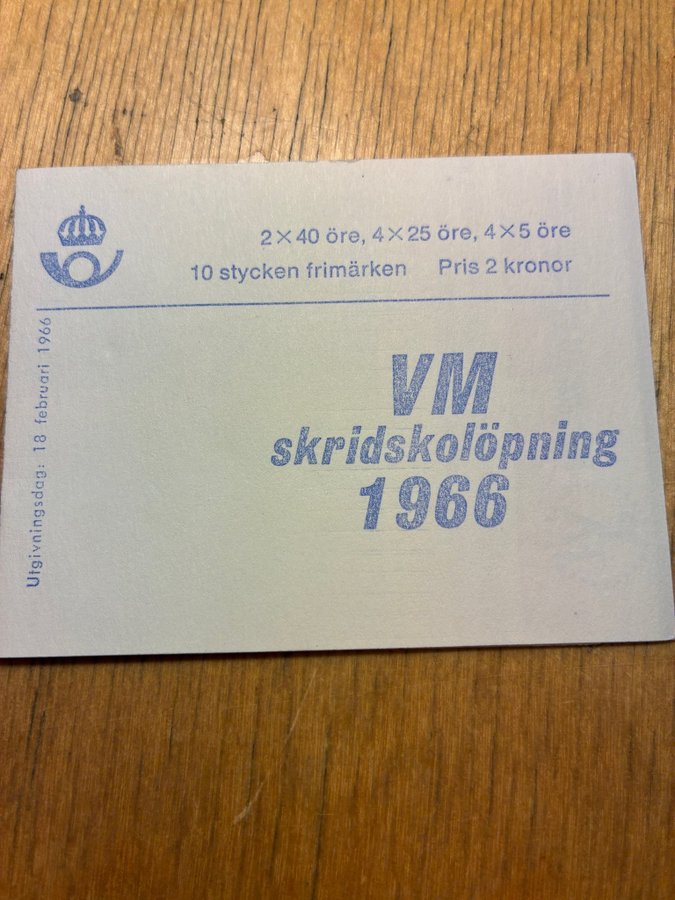 2×40 öre, 4×25 öre, 4×5 öre
10 stycken frimärken Pris 2 kronor
Utgivningsdag: 18 februari 1966
VM
skridskolöpning
1966